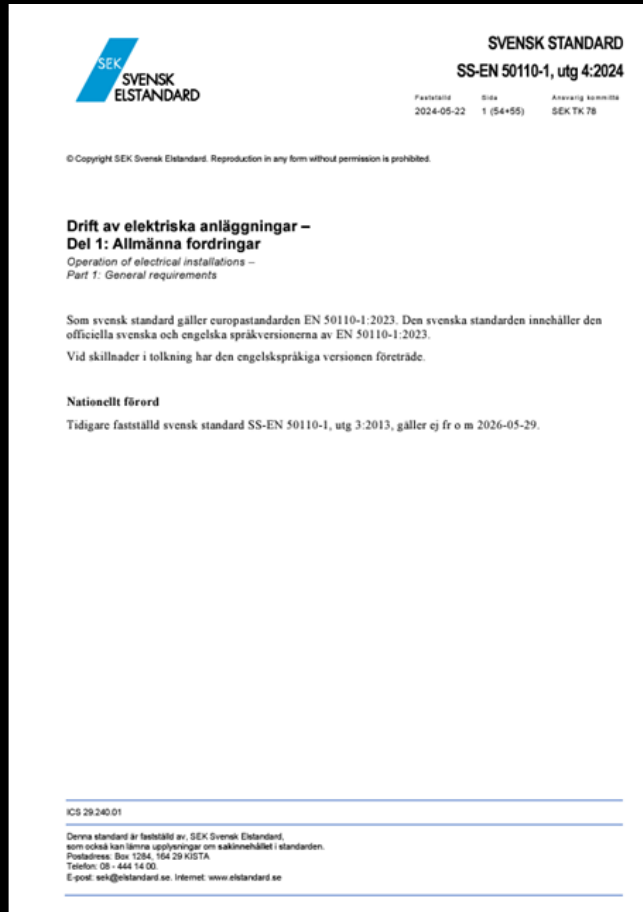 SEK
SVENSK
ELSTANDARD
SVENSK STANDARD
SS-EN 50110-1, utg 4:2024
Fastställd Sida Ansvarig kommitté
2024-05-22 1 (54+55) SEK TK 78
© Copyright SEK Svensk Elstandard. Reproduction in any form without permission is prohibited.
Drift av elektriska anläggningar –
Del 1: Allmänna fordringar
Operation of electrical installations –
Part 1: General requirements
Som svensk standard gäller europastandarden EN 50110-1:2023. Den svenska standarden innehåller den
officiella svenska och engelska språkversionerna av EN 50110-1:2023.
Vid skillnader i tolkning har den engelskspråkiga versionen företräde.
Nationellt förord
Tidigare fastställd svensk standard SS-EN 50110-1, utg 3:2013, gäller ej fr o m 2026-05-29.
ICS 29.240.01
Denna standard är fastställd av, SEK Svensk Elstandard,
som också kan lämna upplysningar om sakinnehållet i standarden.
Postadress: Box 1284, 164 29 KISTA
Telefon: 08 - 444 14 00.
E-post: sek@elstandard.se. Internet: www.elstandard.se